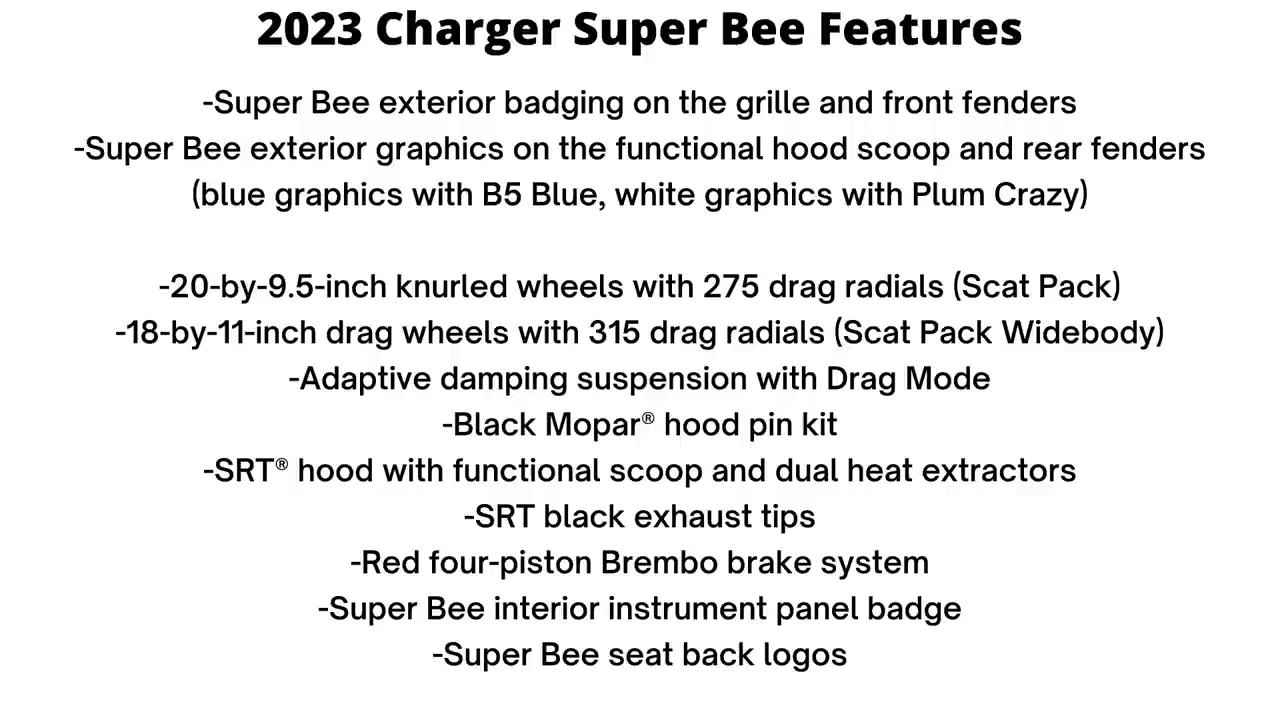 2023 Charger Super Bee Features
-Super Bee exterior badging on the grille and front fenders
-Super Bee exterior graphics on the functional hood scoop and rear fenders
(blue graphics with B5 Blue, white graphics with Plum Crazy)
-20-by-9.5-inch knurled wheels with 275 drag radials (Scat Pack)
-18-by-11-inch drag wheels with 315 drag radials (Scat Pack Widebody)
-Adaptive damping suspension with Drag Mode
-Black Mopar® hood pin kit
-SRT® hood with functional scoop and dual heat extractors
-SRT black exhaust tips
-Red four-piston Brembo brake system
-Super Bee interior instrument panel badge
-Super Bee seat back logos